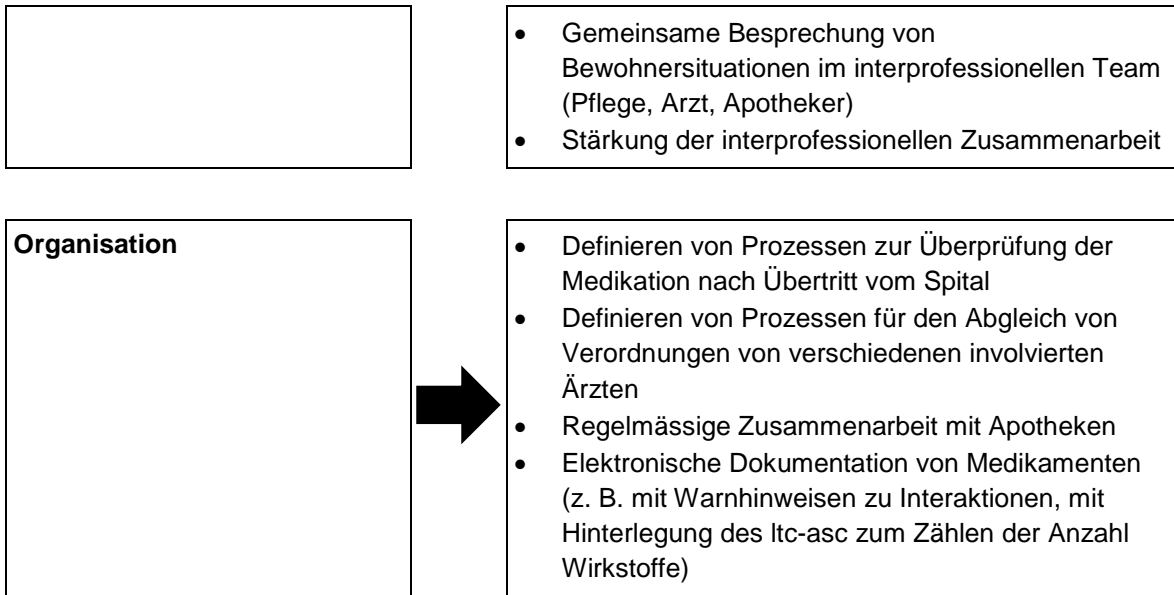 • Gemeinsame Besprechung von
Bewohnersituationen im interprofessionellen Team
(Pflege, Arzt, Apotheker)
• Stärkung der interprofessionellen Zusammenarbeit
Organisation
• Definieren von Prozessen zur Überprüfung der
Medikation nach Übertritt vom Spital
• Definieren von Prozessen für den Abgleich von
Verordnungen von verschiedenen involvierten
Ärzten
• Regelmässige Zusammenarbeit mit Apotheken
• Elektronische Dokumentation von Medikamenten
(z. B. mit Warnhinweisen zu Interaktionen, mit
Hinterlegung des ltc-asc zum Zählen der Anzahl
Wirkstoffe)